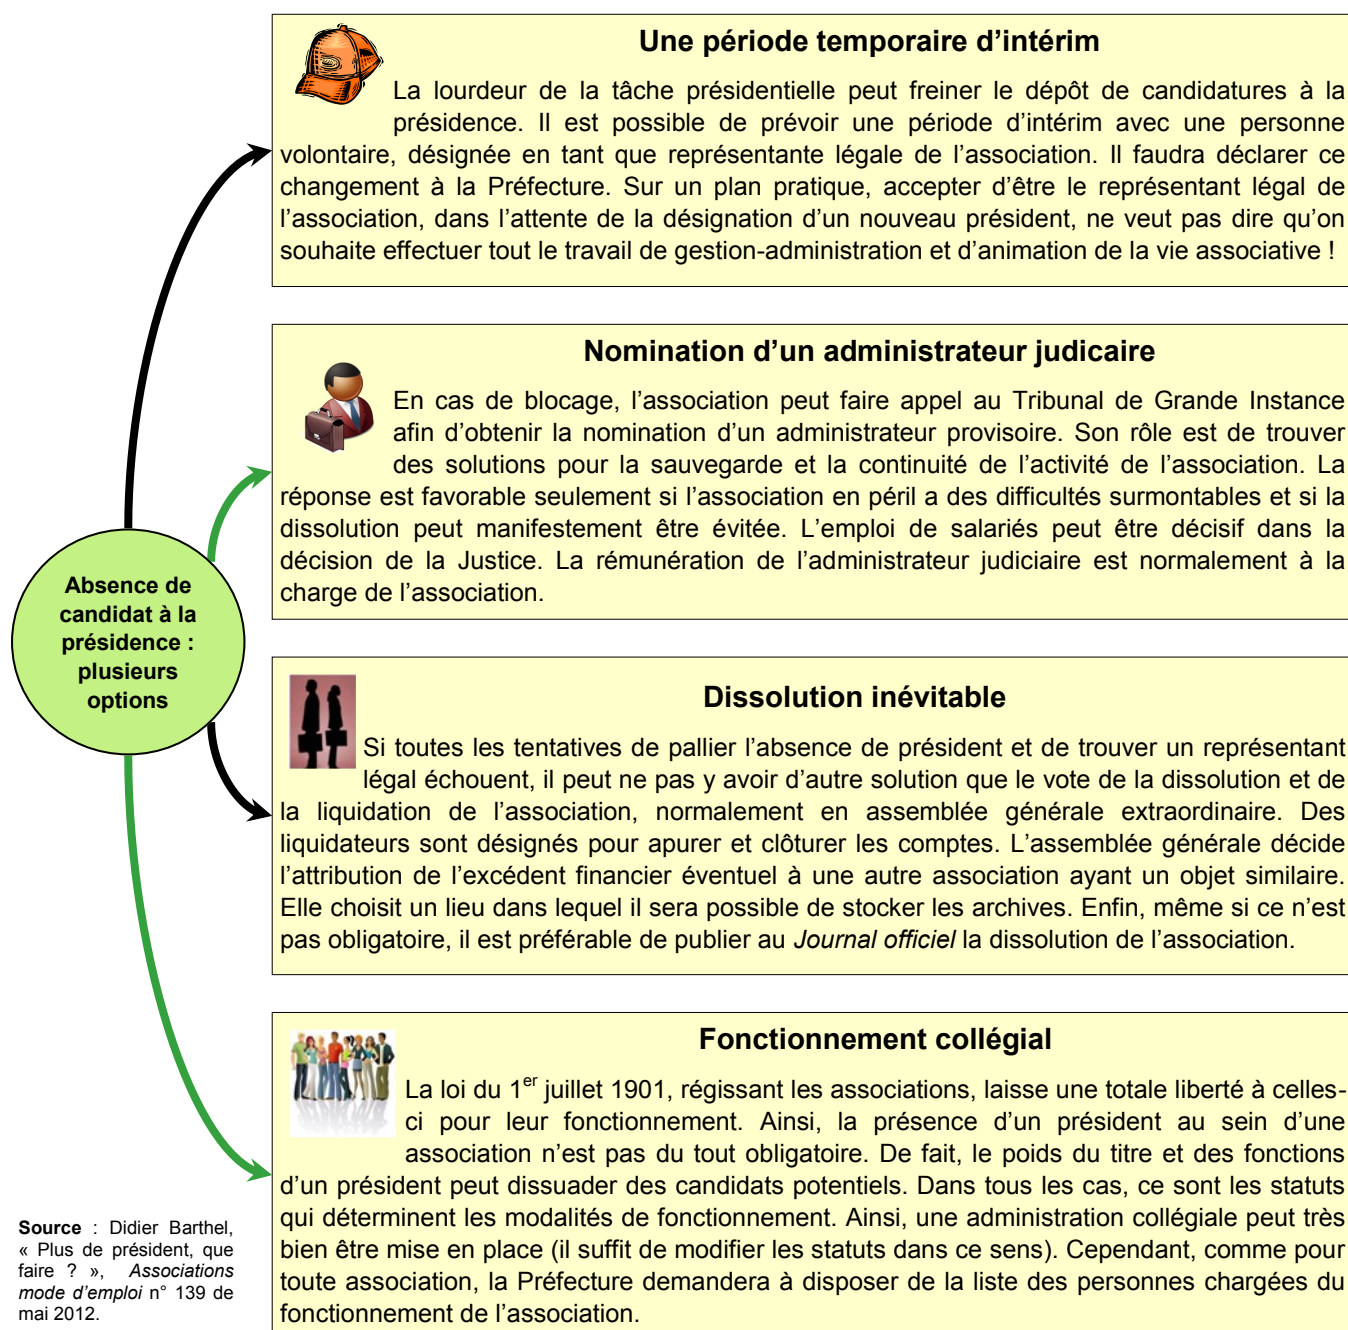 Une période temporaire d’intérim
La lourdeur de la tâche présidentielle peut freiner le dépôt de candidatures à la
présidence. Il est possible de prévoir une période d’intérim avec une personne
volontaire, désignée en tant que représentante légale de l’association. Il faudra déclarer ce
changement à la Préfecture. Sur un plan pratique, accepter d’être le représentant légal de
l’association, dans l’attente de la désignation d’un nouveau président, ne veut pas dire qu’on
souhaite effectuer tout le travail de gestion-administration et d’animation de la vie associative !
Nomination d’un administrateur judicaire
En cas de blocage, l’association peut faire appel au Tribunal de Grande Instance
afin d’obtenir la nomination d’un administrateur provisoire. Son rôle est de trouver
des solutions pour la sauvegarde et la continuité de l’activité de l’association. La
réponse est favorable seulement si l’association en péril a des difficultés surmontables et si la
dissolution peut manifestement être évitée. L’emploi de salariés peut être décisif dans la
décision de la Justice. La rémunération de l’administrateur judiciaire est normalement à la
charge de l’association.
Absence de
candidat à la
présidence :
plusieurs
options
Dissolution inévitable
Si toutes les tentatives de pallier l’absence de président et de trouver un représentant
légal échouent, il peut ne pas y avoir d’autre solution que le vote de la dissolution et de
la liquidation de l’association, normalement en assemblée générale extraordinaire. Des
liquidateurs sont désignés pour apurer et clôturer les comptes. L’assemblée générale décide
l’attribution de l’excédent financier éventuel à une autre association ayant un objet similaire.
Elle choisit un lieu dans lequel il sera possible de stocker les archives. Enfin, même si ce n’est
pas obligatoire, il est préférable de publier au Journal officiel la dissolution de l’association.
Fonctionnement collégial
La loi du 1er juillet 1901, régissant les associations, laisse une totale liberté à celles-
ci pour leur fonctionnement. Ainsi, la présence d’un président au sein d’une
association n’est pas du tout obligatoire. De fait, le poids du titre et des fonctions
d’un président peut dissuader des candidats potentiels. Dans tous les cas, ce sont les statuts
qui déterminent les modalités de fonctionnement. Ainsi, une administration collégiale peut très
bien être mise en place (il suffit de modifier les statuts dans ce sens). Cependant, comme pour
toute association, la Préfecture demandera à disposer de la liste des personnes chargées du
fonctionnement de l’association.
Source : Didier Barthel,
« Plus de président, que
faire ? », Associations
mode d’emploi n° 139 de
mai 2012.